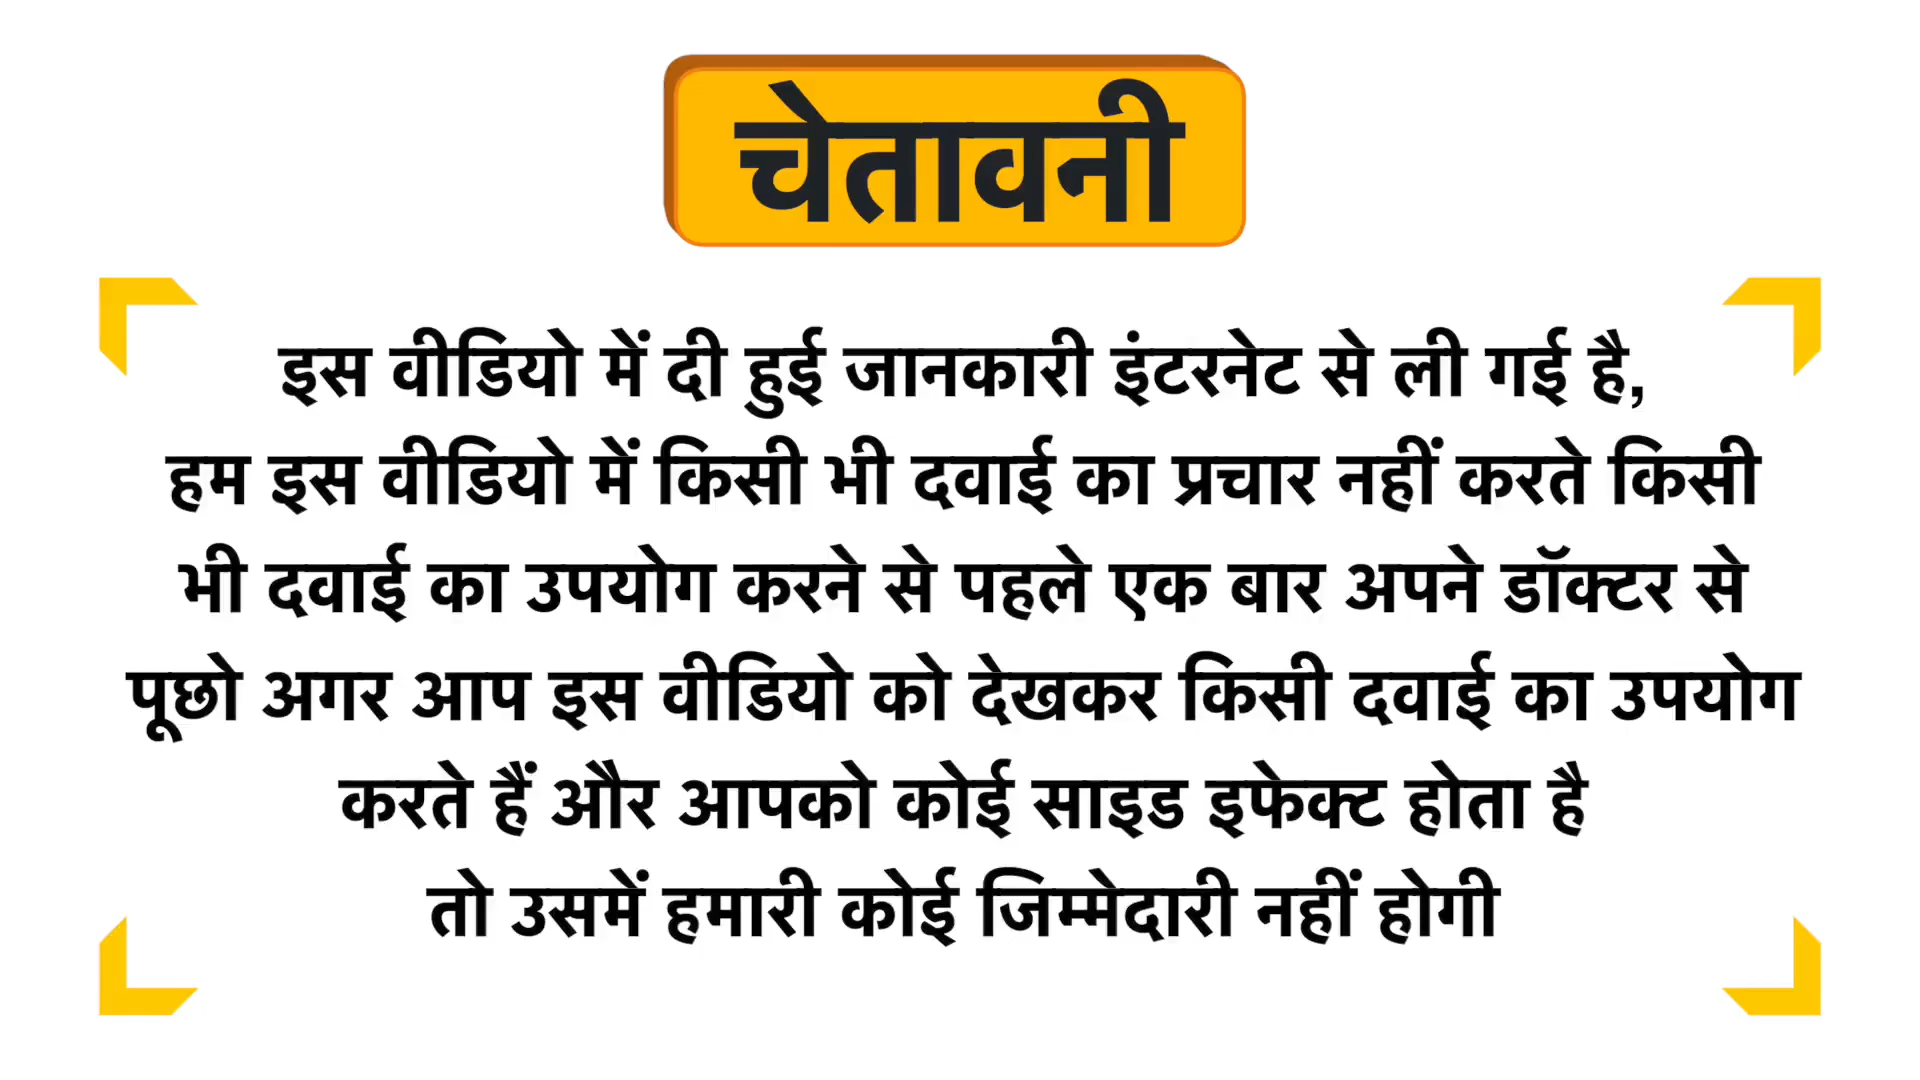 चेतावनी
इस वीडियो में दी हुई जानकारी इंटरनेट से ली गई है,
हम इस वीडियो में किसी भी दवाई का प्रचार नहीं करते किसी
भी दवाई का उपयोग करने से पहले एक बार अपने डॉक्टर से
पूछो अगर आप इस वीडियो को देखकर किसी दवाई का उपयोग
करते हैं और आपको कोई साइड इफेक्ट होता है
तो उसमें हमारी कोई जिम्मेदारी नहीं होगी